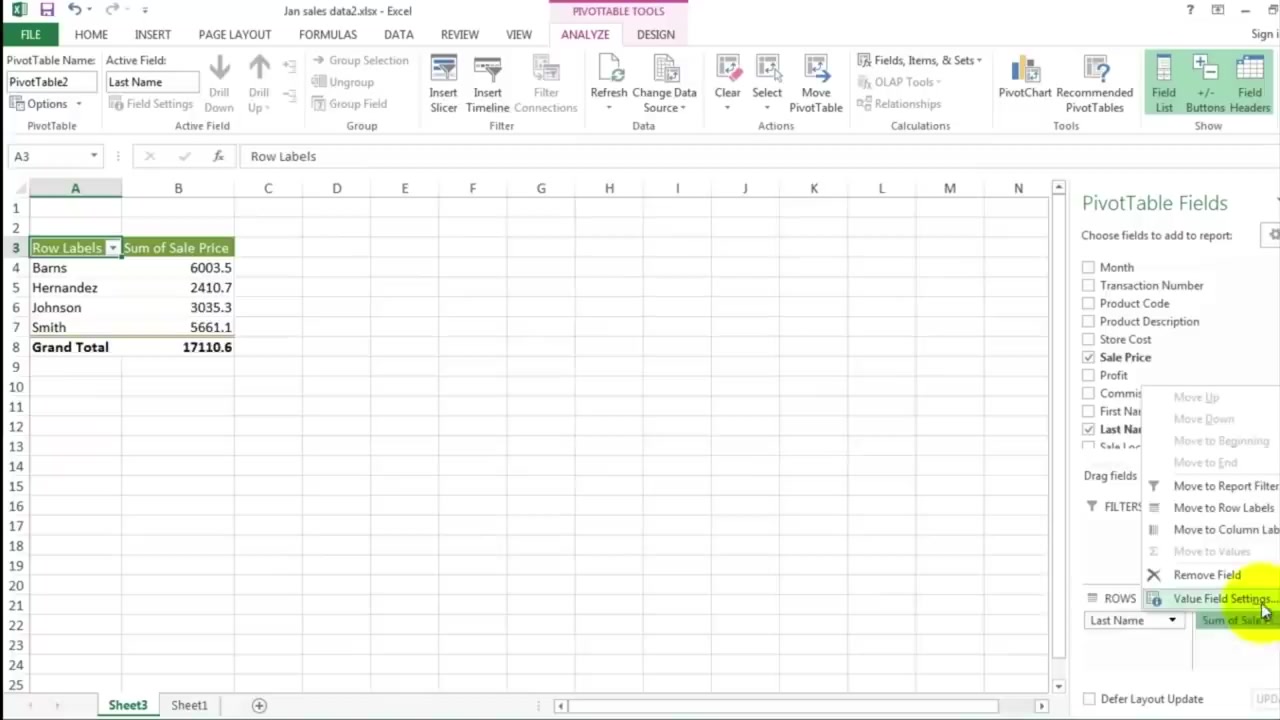 Jan sales data2.xlsx - Excel
PIVOTTABLE TOOLS
?
FILE HOME INSERT PAGE LAYOUT FORMULAS DATA REVIEW VIEW ANALYZE DESIGN Sign i
PivotTable Name:
PivotTable2
Options
PivotTable
Active Field:
Last Name
Field Settings
Drill
Down
Drill
Up
Active Field
Group Selection
Ungroup
Group Field
Group
Insert
Slicer
Insert
Timeline
Filter
Connections
Filter
Refresh
Change Data
Source
Data
Clear
Select
Move
PivotTable
Actions
Fields, Items, & Sets
OLAP Tools
Relationships
Calculations
PivotChart
Recommended
PivotTables
Tools
Field
List
+/-
Buttons
Field
Headers
Show
A3 fx Row Labels
A B C D E F G H I J K L M N
1
2
3 Row Labels Sum of Sale Price
4 Barns 6003.5
5 Hernandez 2410.7
6 Johnson 3035.3
7 Smith 5661.1
8 Grand Total 17110.6
9
10
11
12
13
14
15
16
17
18
19
20
21
22
23
24
25
PivotTable Fields
Choose fields to add to report:
Month
Transaction Number
Product Code
Product Description
Store Cost
Sale Price
Profit
Commis
First Nar
Last Nar
Sale Loc
Drag fields
FILTERS
Move Up
Move Down
Move to Beginning
Move to End
Move to Report Filter
Move to Row Labels
Move to Column Lab
Σ Move to Values
Remove Field
Value Field Settings...
ROWS
Last Name
Sum of Sale
Defer Layout Update UPD
Sheet3 Sheet1